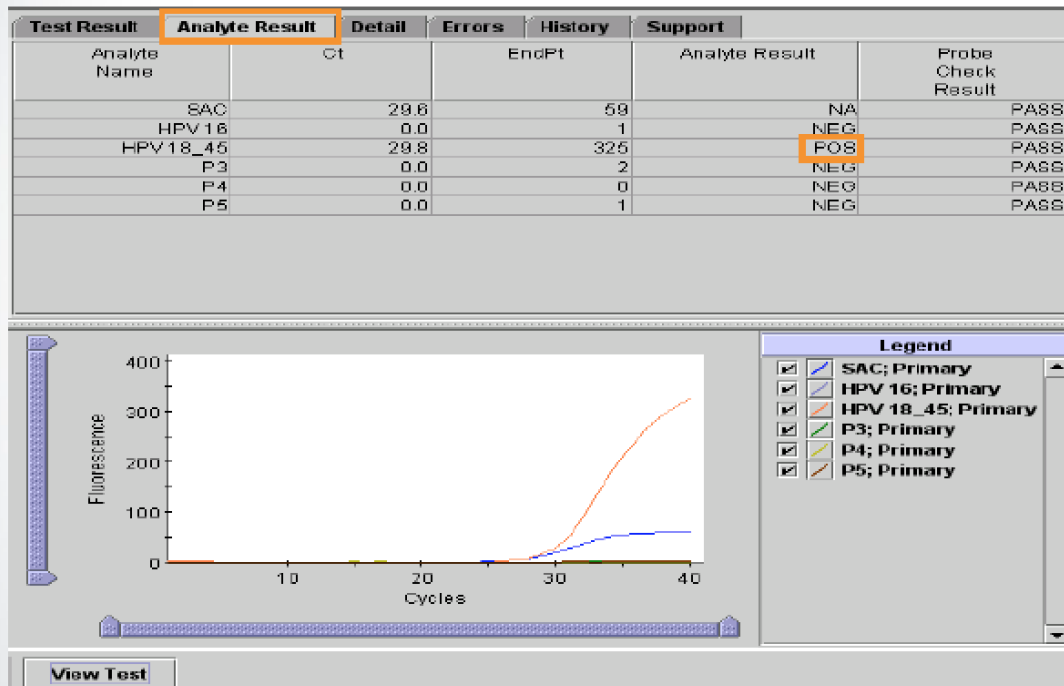 Test Result Analyte Result Detail Errors History Support
Analyte Name Ct EndPt Analyte Result Probe Check Result
SAC 29.6 59 NA PASS
HPV 16 0.0 1 NEG PASS
HPV 18_45 29.8 325 POS PASS
P3 0.0 2 NEG PASS
P4 0.0 0 NEG PASS
P5 0.0 1 NEG PASS
Legend
SAC; Primary
HPV 16; Primary
HPV 18_45; Primary
P3; Primary
P4; Primary
P5; Primary
400
300
200
100
0
Fluorescence
10 20 30 40
Cycles
View Test